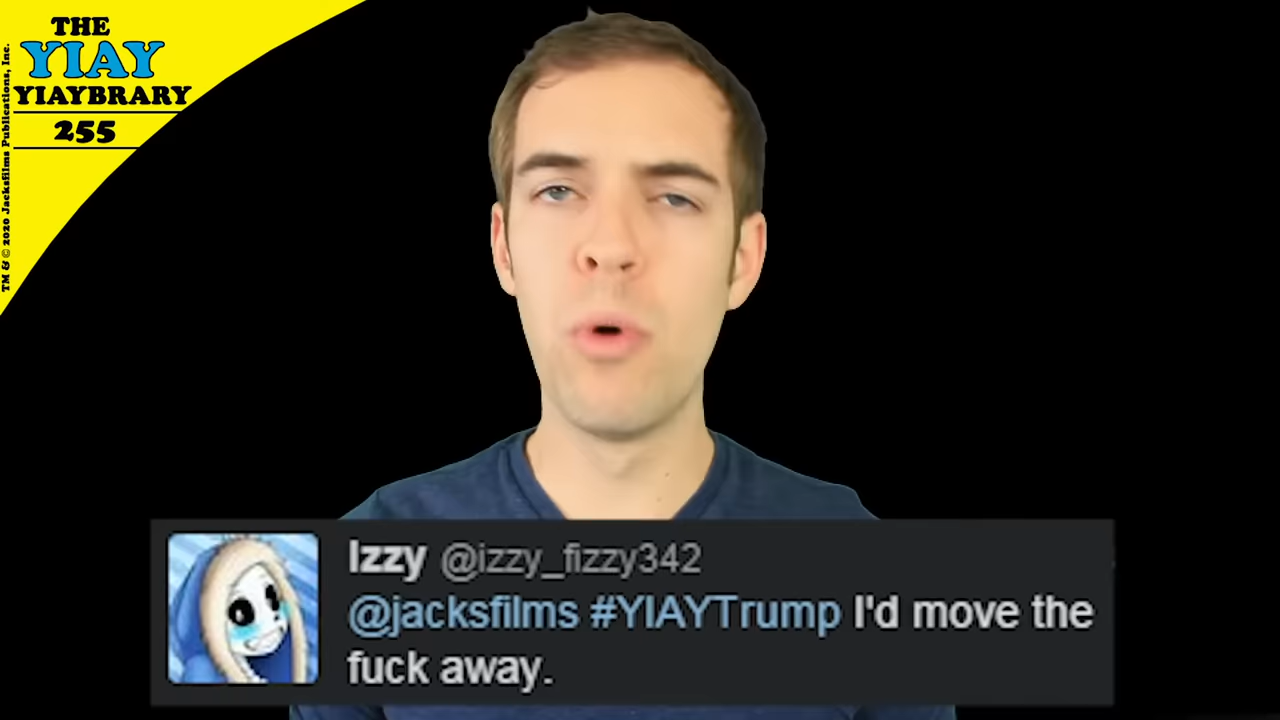 THE
YIAY
YIAYBRARY
255
TM & © 2020 Jacksfilms Publications, Inc.
Izzy @izzy_fizzy342
@jacksfilms #YIAYTrump I'd move the
fuck away.